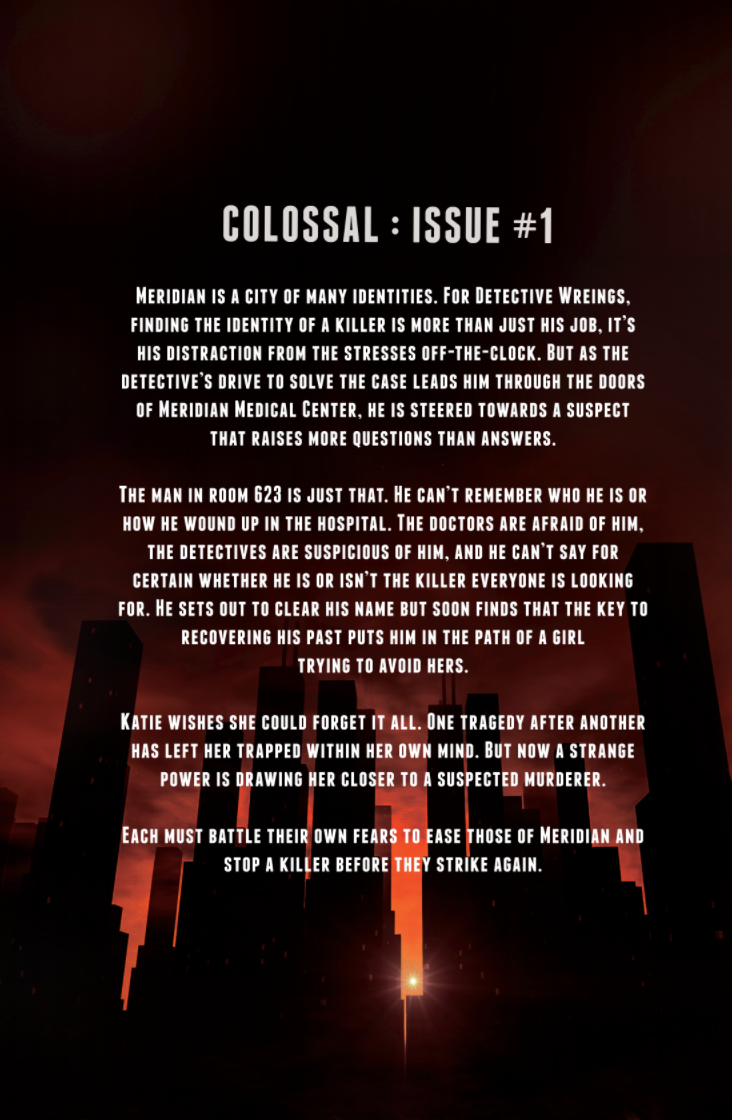 COLOSSAL : ISSUE #1
Meridian is a city of many identities. For Detective Wreings,
finding the identity of a killer is more than just his job, it's
his distraction from the stresses off-the-clock. But as the
detective's drive to solve the case leads him through the doors
of Meridian Medical Center, he is steered towards a suspect
that raises more questions than answers.
The man in room 623 is just that. He can't remember who he is or
how he wound up in the hospital. The doctors are afraid of him,
the detectives are suspicious of him, and he can't say for
certain whether he is or isn't the killer everyone is looking
for. He sets out to clear his name but soon finds that the key to
recovering his past puts him in the path of a girl
trying to avoid hers.
Katie wishes she could forget it all. One tragedy after another
has left her trapped within her own mind. But now a strange
power is drawing her closer to a suspected murderer.
Each must battle their own fears to ease those of Meridian and
stop a killer before they strike again.